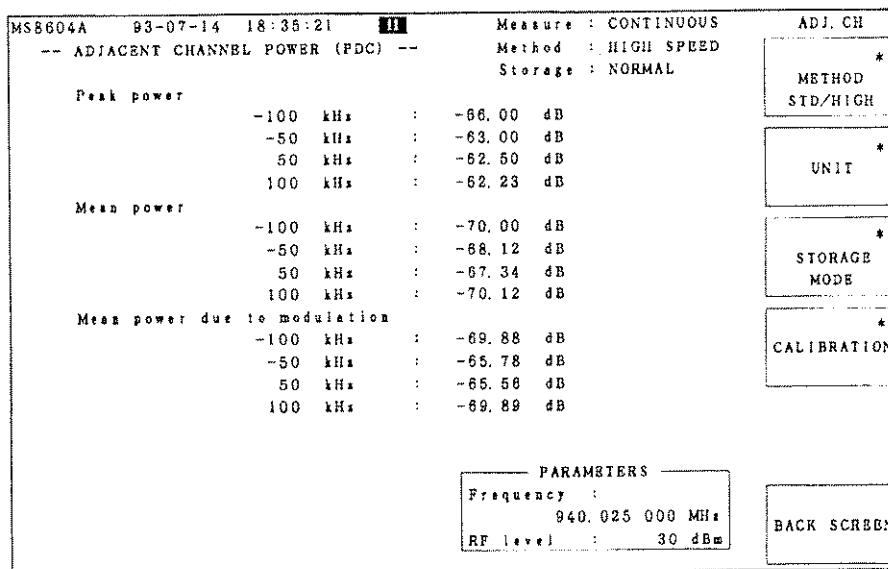 MS8604A 93-07-14 18:35:21 Measure : CONTINUOUS ADJ. CH
-- ADJACENT CHANNEL POWER (PDC) -- Method : HIGH SPEED
Storage : NORMAL
*
METHOD
STD/HIGH
Peak power
-100 kHz : -66.00 dB
-50 kHz : -63.00 dB
50 kHz : -62.50 dB
100 kHz : -62.23 dB
*
UNIT
Mean power
-100 kHz : -70.00 dB
-50 kHz : -68.12 dB
50 kHz : -67.34 dB
100 kHz : -70.12 dB
*
STORAGE
MODE
Mean power due to modulation
-100 kHz : -69.88 dB
-50 kHz : -65.78 dB
50 kHz : -65.56 dB
100 kHz : -69.89 dB
*
CALIBRATION
PARAMETERS
Frequency :
940.025 000 MHz
RF level : 30 dBm
BACK SCREEN